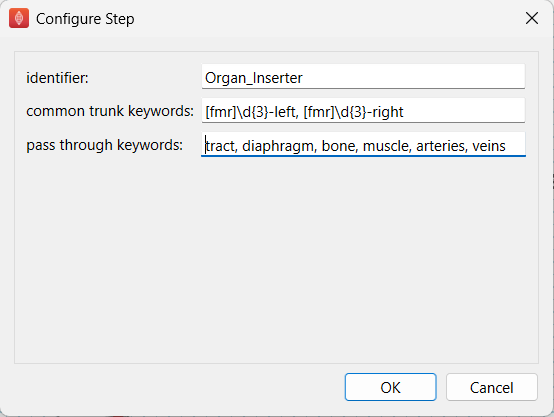 Configure Step
identifier: Organ_Inserter
common trunk keywords: [fmr]\d{3}-left, [fmr]\d{3}-right
pass through keywords: tract, diaphragm, bone, muscle, arteries, veins
OK Cancel